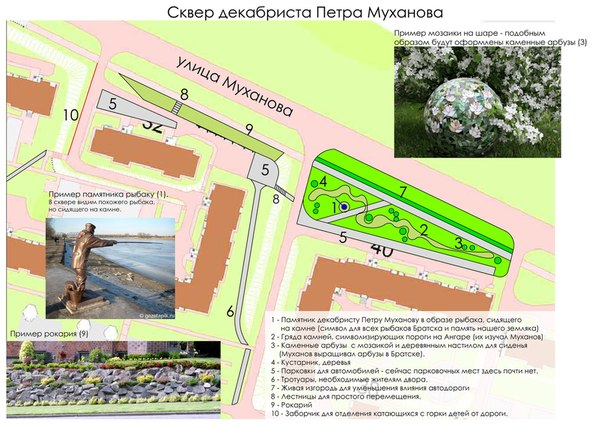 Сквер декабриста Петра Муханова
Пример мозаики на шаре - подобным
образом будут оформлены каменные арбузы (3)
улица Муханова
8
5
10
32
9
5
8
4
7
1
2
3
5
40
6
Пример памятника рыбаку (1).
В сквере видим похожего рыбака,
но сидящего на камне.
© gazetapik.ru
Пример рокария (9)
1 - Памятник декабристу Петру Муханову в образе рыбака, сидящего
на камне (символ для всех рыбаков Братска и память нашего земляка)
2 - Гряда камней, символизирующих пороги на Ангаре (их изучал Муханов)
3 - Каменные арбузы с мозаикой и деревянным настилом для сиденья
(Муханов выращивал арбузы в Братске).
4 - Кустарник, деревья
5 - Парковки для автомобилей - сейчас парковочных мест здесь почти нет.
6 - Тротуары, необходимые жителям двора.
7 - Живая изгородь для уменьшения влияния автодороги
8 - Лестницы для простого перемещения.
9 - Рокарий
10 - Заборчик для отделения катающихся с горки детей от дороги.